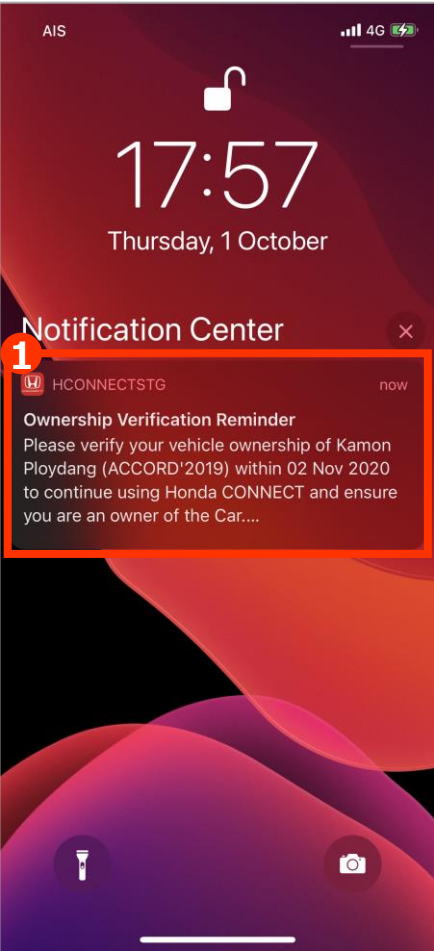 AIS
4G
17:57
Thursday, 1 October
Notification Center
1
HCONNECTSTG
now
Ownership Verification Reminder
Please verify your vehicle ownership of Kamon
Ploydang (ACCORD'2019) within 02 Nov 2020
to continue using Honda CONNECT and ensure
you are an owner of the Car....